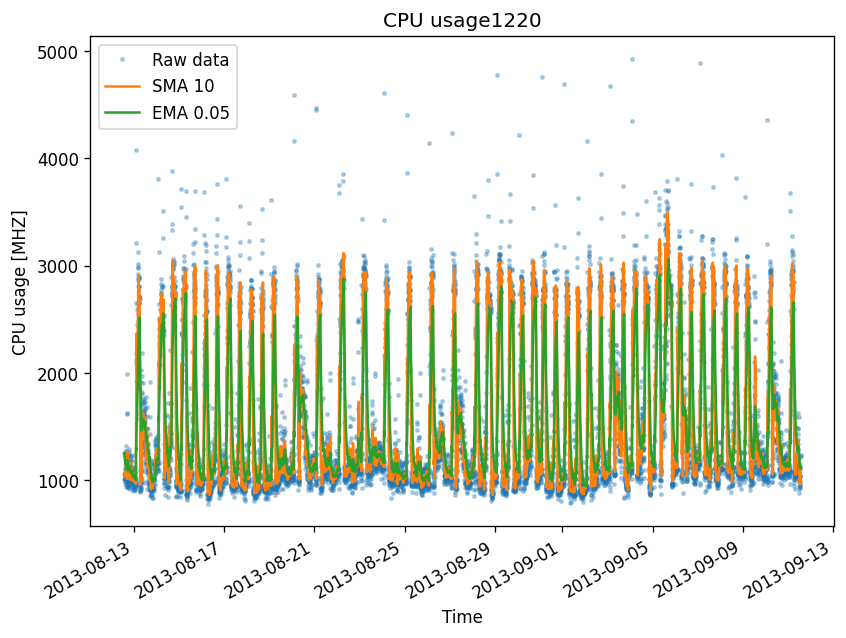 CPU usage1220
Raw data
SMA 10
EMA 0.05
5000
4000
3000
2000
1000
CPU usage [MHZ]
2013-08-13
2013-08-17
2013-08-21
2013-08-25
2013-08-29
2013-09-01
2013-09-05
2013-09-09
2013-09-13
Time